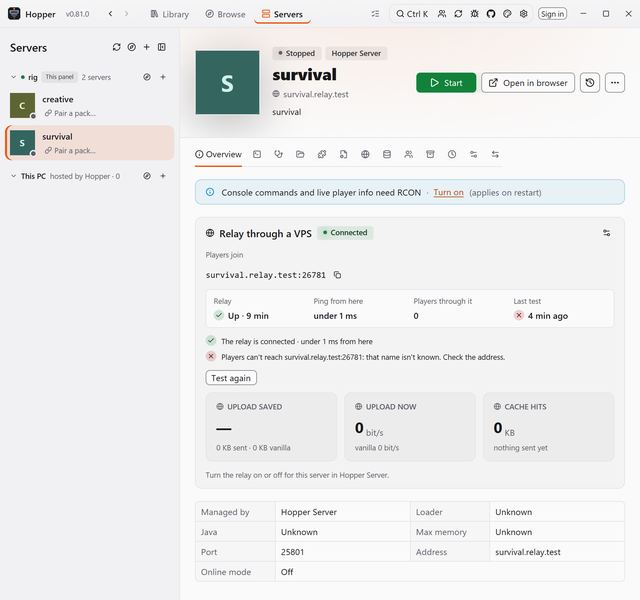 Hopper v0.81.0 Library Browse Servers Ctrl K Sign in
Servers
rig This panel 2 servers
C creative
Pair a pack...
S survival
Pair a pack...
This PC hosted by Hopper · 0
S
Stopped Hopper Server
survival
survival.relay.test
survival
Start Open in browser
Overview
Console commands and live player info need RCON · Turn on (applies on restart)
Relay through a VPS Connected
Players join
survival.relay.test:26781
Relay Ping from here Players through it Last test
Up · 9 min under 1 ms 0 4 min ago
The relay is connected · under 1 ms from here
Players can't reach survival.relay.test:26781: that name isn't known. Check the address.
Test again
UPLOAD SAVED UPLOAD NOW CACHE HITS
— 0 bit/s 0 KB
0 KB sent · 0 KB vanilla vanilla 0 bit/s nothing sent yet
Turn the relay on or off for this server in Hopper Server.
Managed by Hopper Server Loader Unknown
Java Unknown Max memory Unknown
Port 25801 Address survival.relay.test
Online mode Off